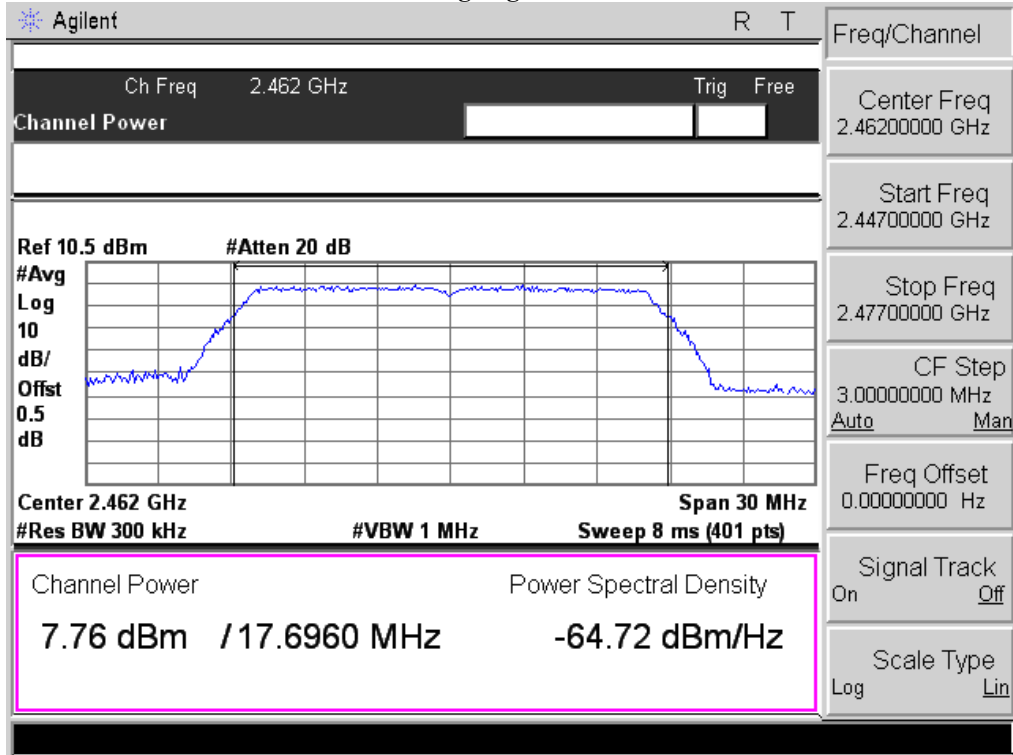 Agilent R T
Ch Freq 2.462 GHz Trig Free
Channel Power
Ref 10.5 dBm #Atten 20 dB
#Avg
Log
10
dB/
Offst
0.5
dB
Center 2.462 GHz Span 30 MHz
#Res BW 300 kHz #VBW 1 MHz Sweep 8 ms (401 pts)
Channel Power Power Spectral Density
7.76 dBm / 17.6960 MHz -64.72 dBm/Hz
Freq/Channel
Center Freq
2.46200000 GHz
Start Freq
2.44700000 GHz
Stop Freq
2.47700000 GHz
CF Step
3.00000000 MHz
Auto Man
Freq Offset
0.00000000 Hz
Signal Track
On Off
Scale Type
Log Lin